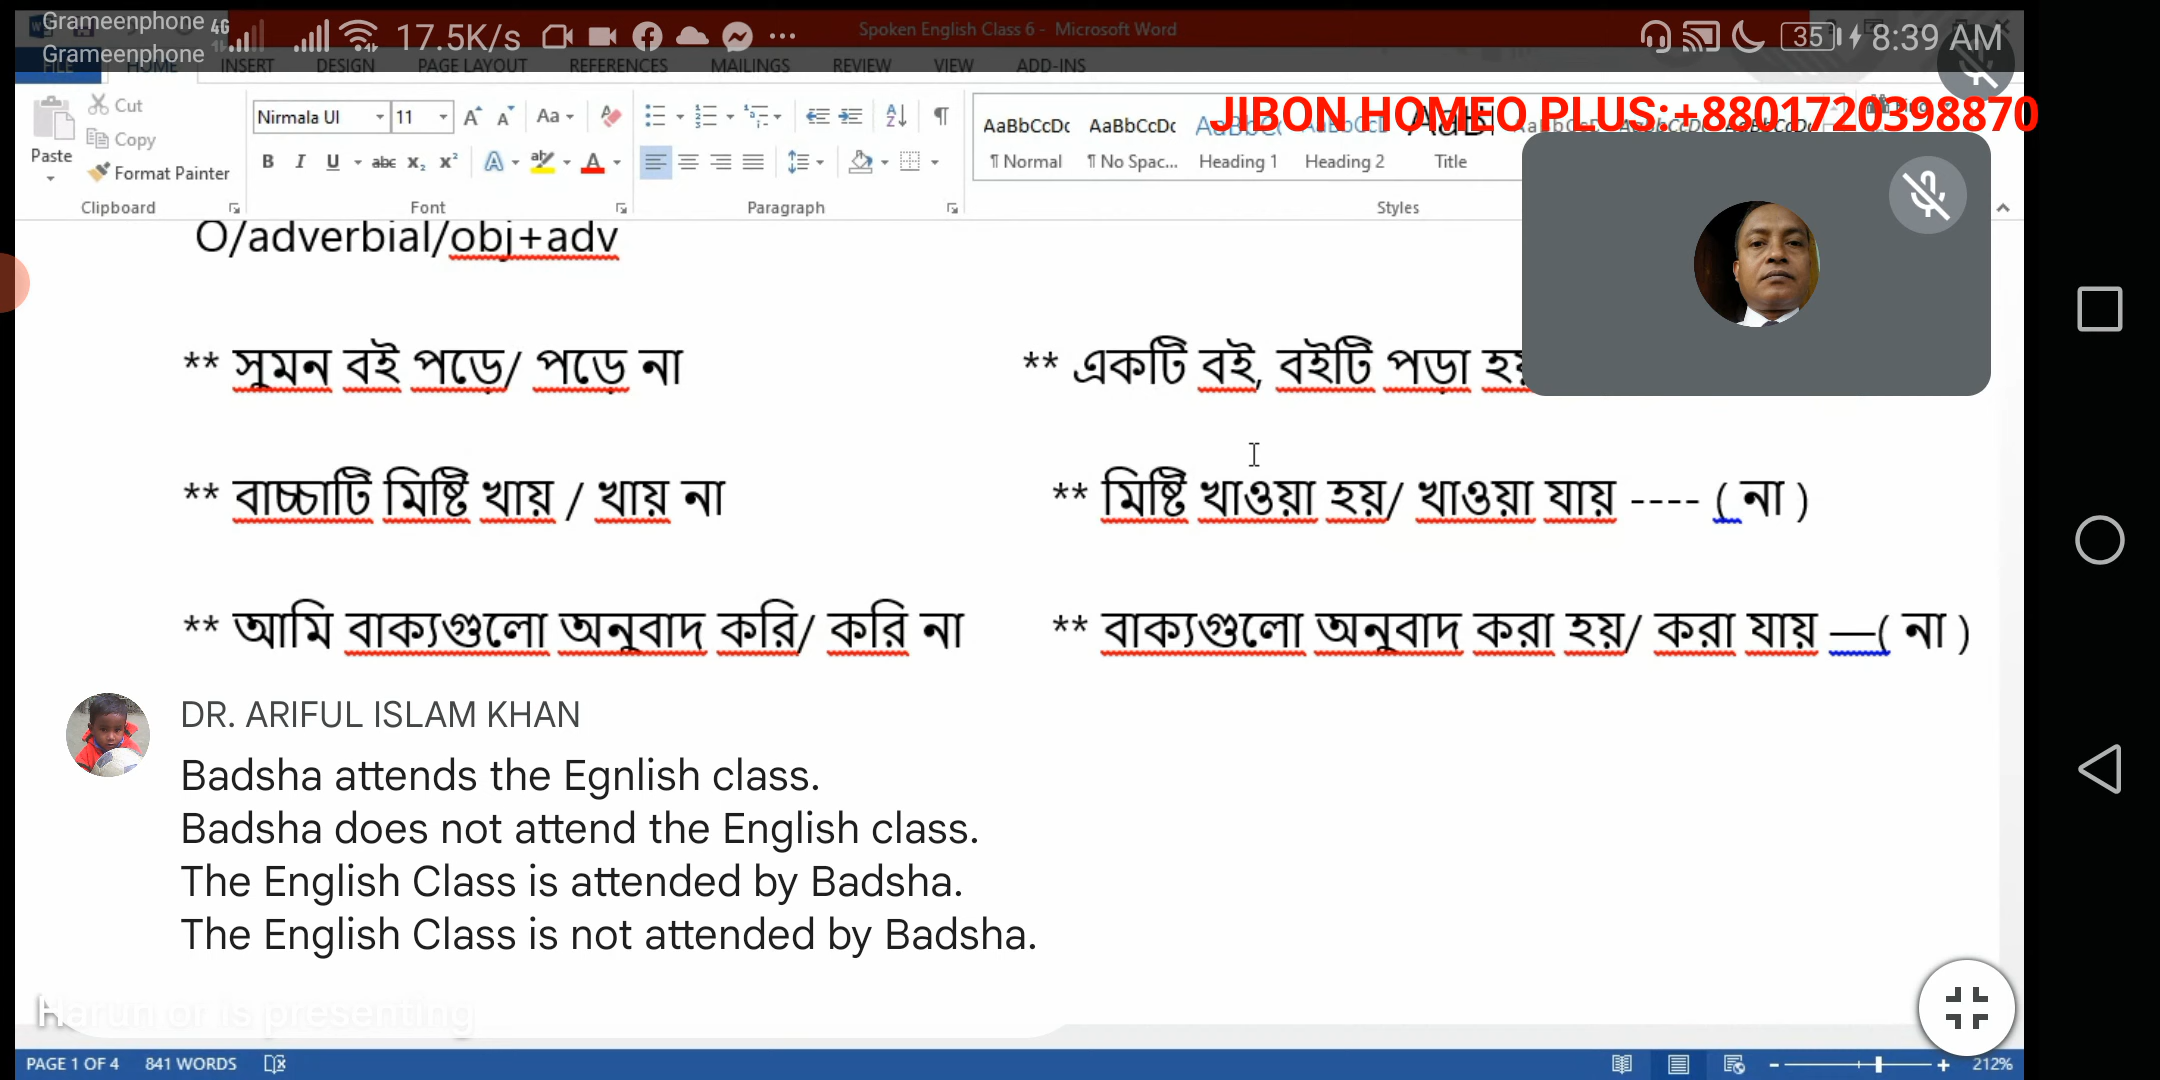 Grameenphone
Grameenphone
4G
17.5K/s
Spoken English Class 6 - Microsoft Word
35
8:39 AM
FILE HOME INSERT DESIGN PAGE LAYOUT REFERENCES MAILINGS REVIEW VIEW ADD-INS
JIBON HOMEO PLUS:+8801720398870
Paste
Cut
Copy
Format Painter
Clipboard
Nirmala UI 11
Font
Paragraph
AaBbCcDc AaBbCcDc
¶ Normal ¶ No Spac... Heading 1 Heading 2 Title
Styles
O/adverbial/obj+adv
** সুমন বই পড়ে/ পড়ে না
** একটি বই, বইটি পড়া হয়
** বাচ্চাটি মিষ্টি খায় / খায় না
** মিষ্টি খাওয়া হয়/ খাওয়া যায় ---- ( না )
** আমি বাক্যগুলো অনুবাদ করি/ করি না
** বাক্যগুলো অনুবাদ করা হয়/ করা যায় —( না )
DR. ARIFUL ISLAM KHAN
Badsha attends the Egnlish class.
Badsha does not attend the English class.
The English Class is attended by Badsha.
The English Class is not attended by Badsha.
Harun or is presenting
PAGE 1 OF 4 841 WORDS
212%